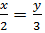 x/2 = y/3